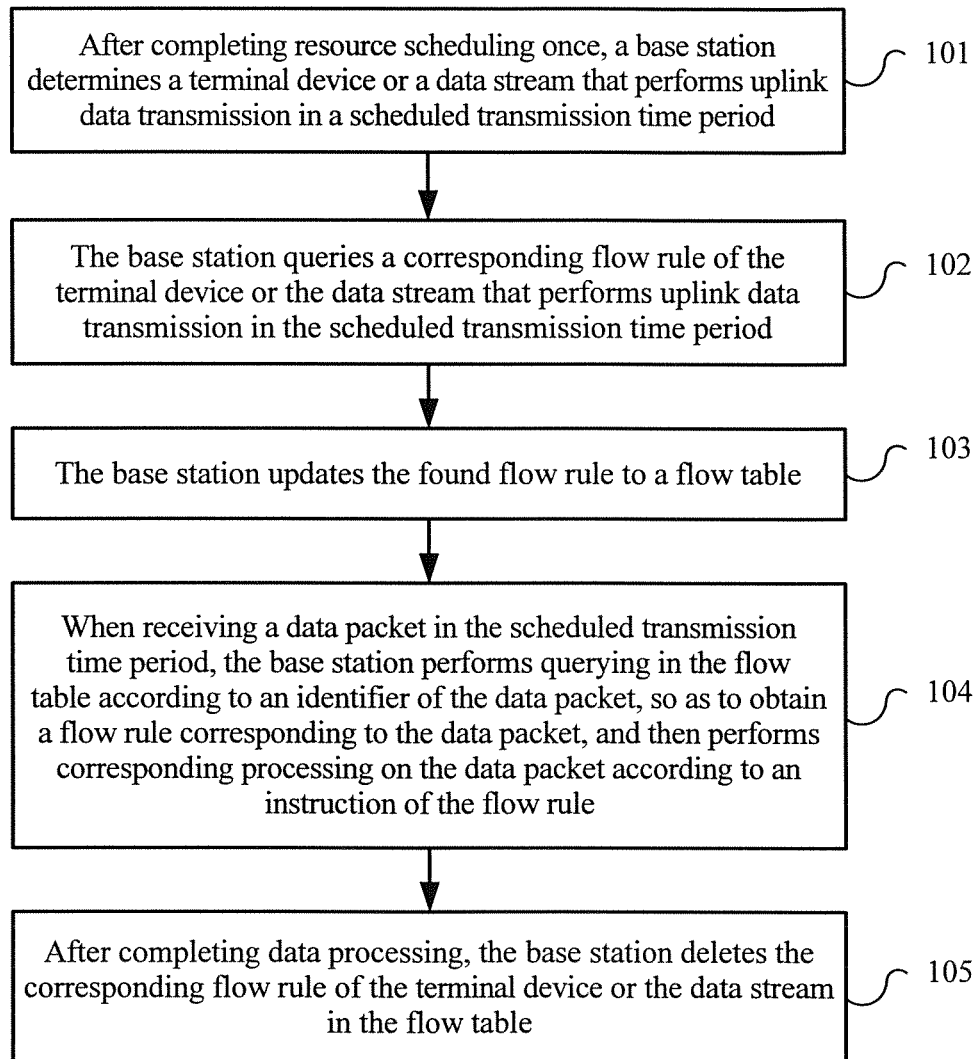 After completing resource scheduling once, a base station
determines a terminal device or a data stream that performs uplink
data transmission in a scheduled transmission time period
101
The base station queries a corresponding flow rule of the
terminal device or the data stream that performs uplink data
transmission in the scheduled transmission time period
102
The base station updates the found flow rule to a flow table
103
When receiving a data packet in the scheduled transmission
time period, the base station performs querying in the flow
table according to an identifier of the data packet, so as to obtain
a flow rule corresponding to the data packet, and then performs
corresponding processing on the data packet according to an
instruction of the flow rule
104
After completing data processing, the base station deletes the
corresponding flow rule of the terminal device or the data stream
in the flow table
105